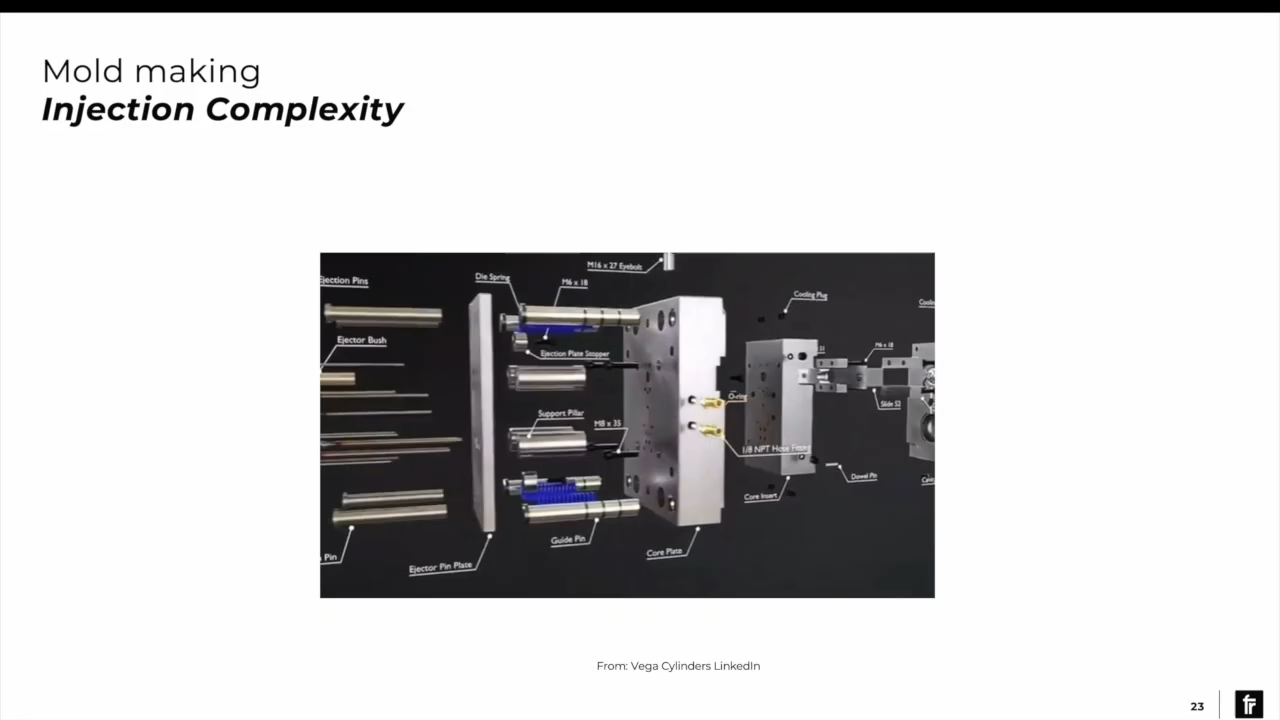 Mold making
Injection Complexity
M16 x 27 Eyebolt
Ejection Pins
Die Spring
M6 x 18
Cooling Plug
Ejector Bush
Ejection Plate Stopper
M6 x 18
O-ring
Slide S2
Support Pillar
M8 x 35
1/8 NPT Hose Fitting
Dowel Pin
Core Insert
Guide Pin
Core Plate
Pin
Ejector Pin Plate
From: Vega Cylinders LinkedIn
23
fr